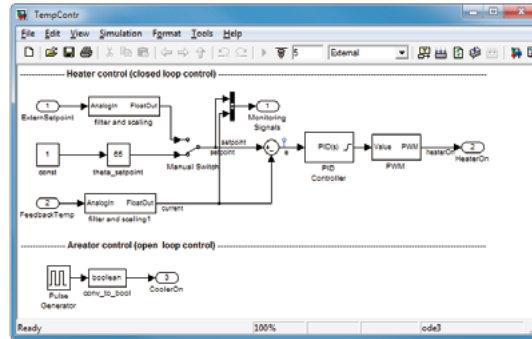 TempContr
File Edit View Simulation Format Tools Help
5 External
Heater control (closed loop control)
1 AnalogIn FloatOut 1
ExternSetpoint filter and scaling Monitoring Signals
setpoint
1 66 setpoint PID(s) Value PWM heaterOn 2
const theta_setpoint Manual Switch e PID Controller PWM HeaterOn
2 AnalogIn FloatOut current
FeedbackTemp filter and scaling1
Areator control (open loop control)
boolean 3
Pulse Generator conv_to_bool CoolerOn
Ready 100% ode3